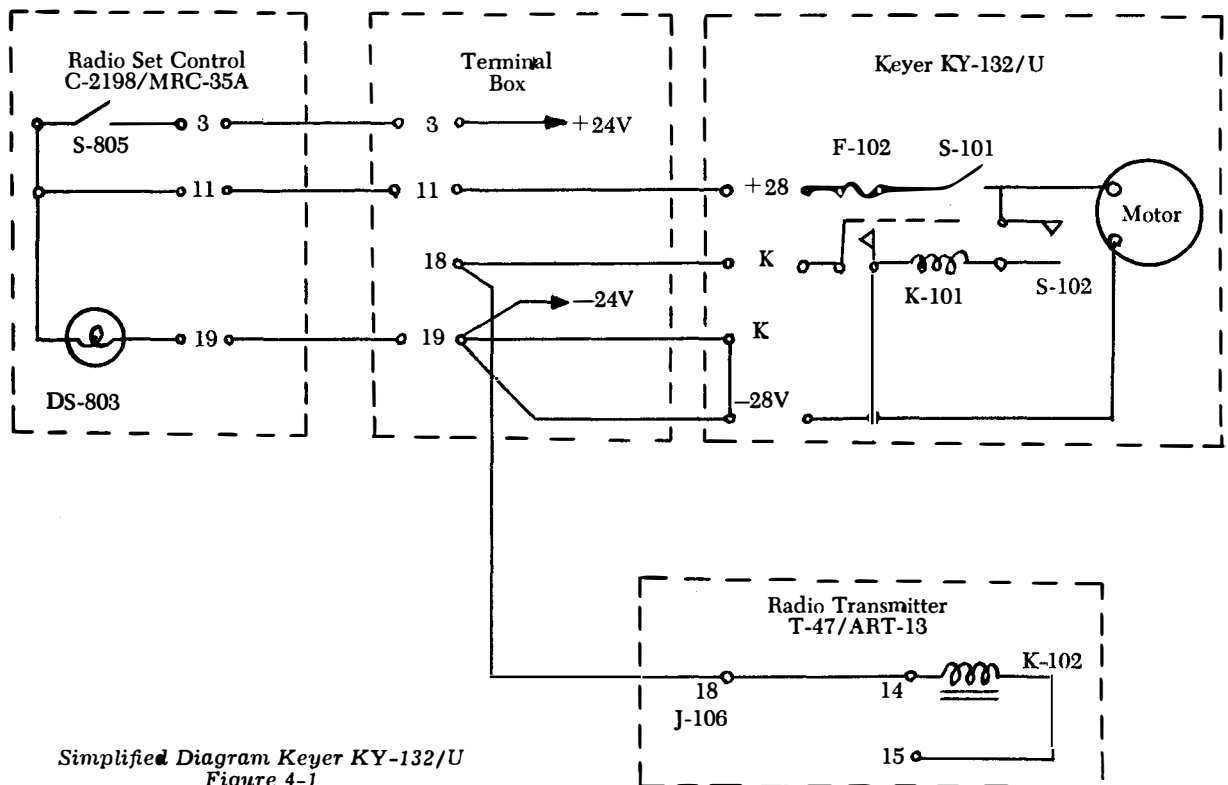 Radio Set Control
C-2198/MRC-35A
Terminal
Box
Keyer KY-132/U
S-805
3
3
+24V
F-102
S-101
11
11
+28
Motor
18
K
K-101
S-102
−24V
19
19
K
DS-803
−28V
Radio Transmitter
T-47/ART-13
K-102
18
14
J-106
15
Simplified Diagram Keyer KY-132/U
Figure 4-1